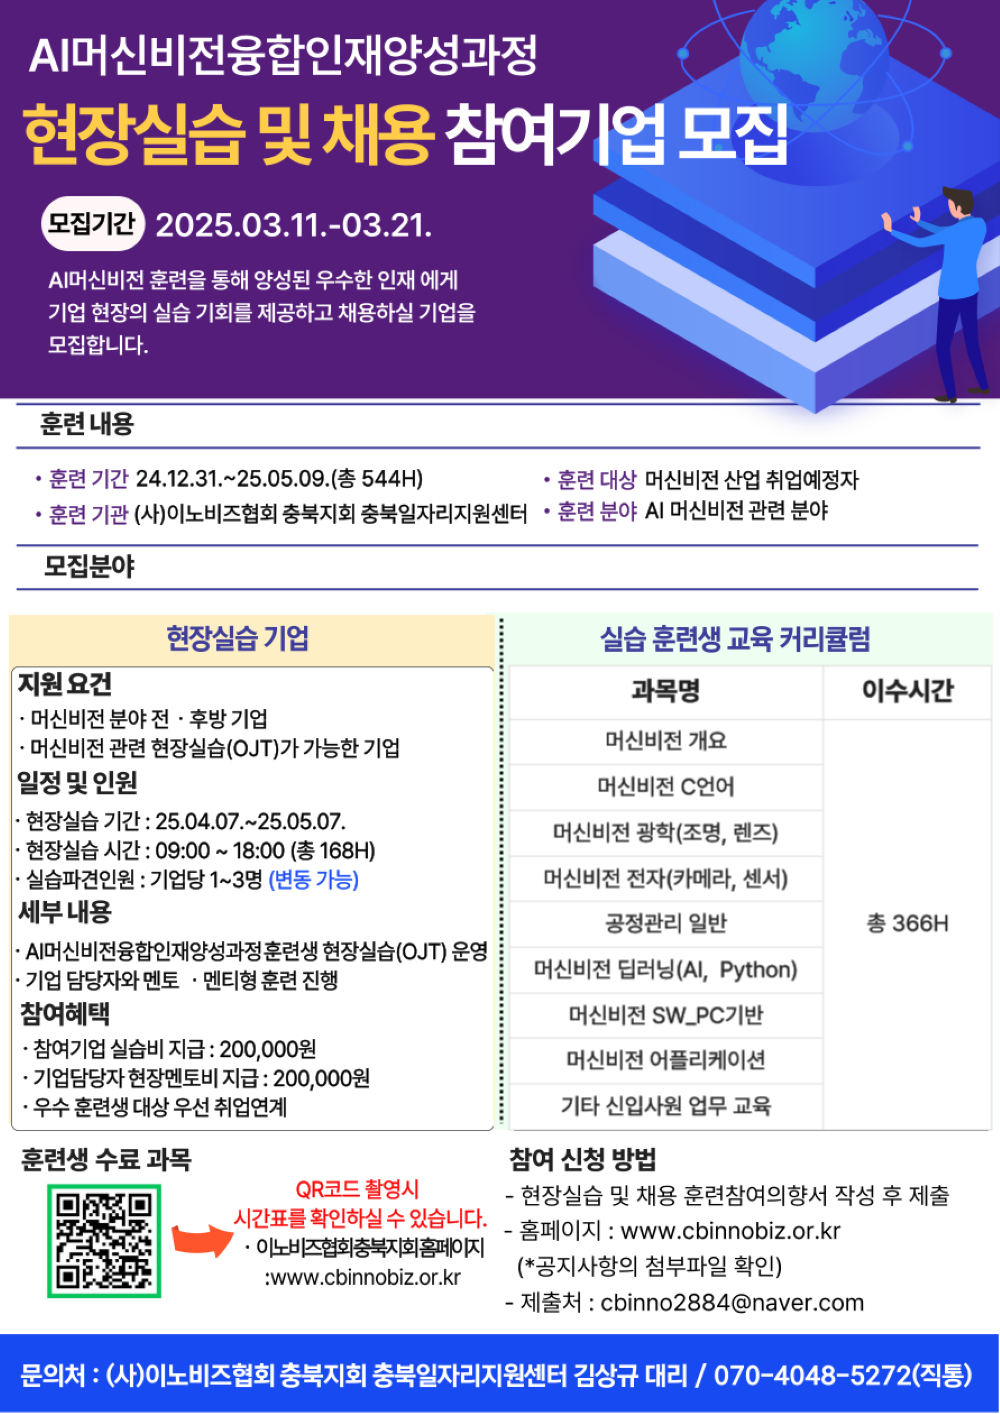 AI머신비전융합인재양성과정
현장실습 및 채용 참여기업 모집
모집기간 2025.03.11.-03.21.
AI머신비전 훈련을 통해 양성된 우수한 인재 에게
기업 현장의 실습 기회를 제공하고 채용하실 기업을
모집합니다.
훈련 내용
• 훈련 기간 24.12.31.~25.05.09.(총 544H)
• 훈련 기관 (사)이노비즈협회 충북지회 충북일자리지원센터
• 훈련 대상 머신비전 산업 취업예정자
• 훈련 분야 AI 머신비전 관련 분야
모집분야
현장실습 기업
지원 요건
· 머신비전 분야 전 · 후방 기업
· 머신비전 관련 현장실습(OJT)가 가능한 기업
일정 및 인원
· 현장실습 기간 : 25.04.07.~25.05.07.
· 현장실습 시간 : 09:00 ~ 18:00 (총 168H)
· 실습파견인원 : 기업당 1~3명 (변동 가능)
세부 내용
· AI머신비전융합인재양성과정훈련생 현장실습(OJT) 운영
· 기업 담당자와 멘토 · 멘티형 훈련 진행
참여혜택
· 참여기업 실습비 지급 : 200,000원
· 기업담당자 현장멘토비 지급 : 200,000원
· 우수 훈련생 대상 우선 취업연계
실습 훈련생 교육 커리큘럼
과목명 이수시간
머신비전 개요
머신비전 C언어
머신비전 광학(조명, 렌즈)
머신비전 전자(카메라, 센서)
공정관리 일반
총 366H
머신비전 딥러닝(AI, Python)
머신비전 SW_PC기반
머신비전 어플리케이션
기타 신입사원 업무 교육
훈련생 수료 과목
QR코드 촬영시
시간표를 확인하실 수 있습니다.
· 이노비즈협회충북지회홈페이지
:www.cbinnobiz.or.kr
참여 신청 방법
- 현장실습 및 채용 훈련참여의향서 작성 후 제출
- 홈페이지 : www.cbinnobiz.or.kr
(*공지사항의 첨부파일 확인)
- 제출처 : cbinno2884@naver.com
문의처 : (사)이노비즈협회 충북지회 충북일자리지원센터 김상규 대리 / 070-4048-5272(직통)